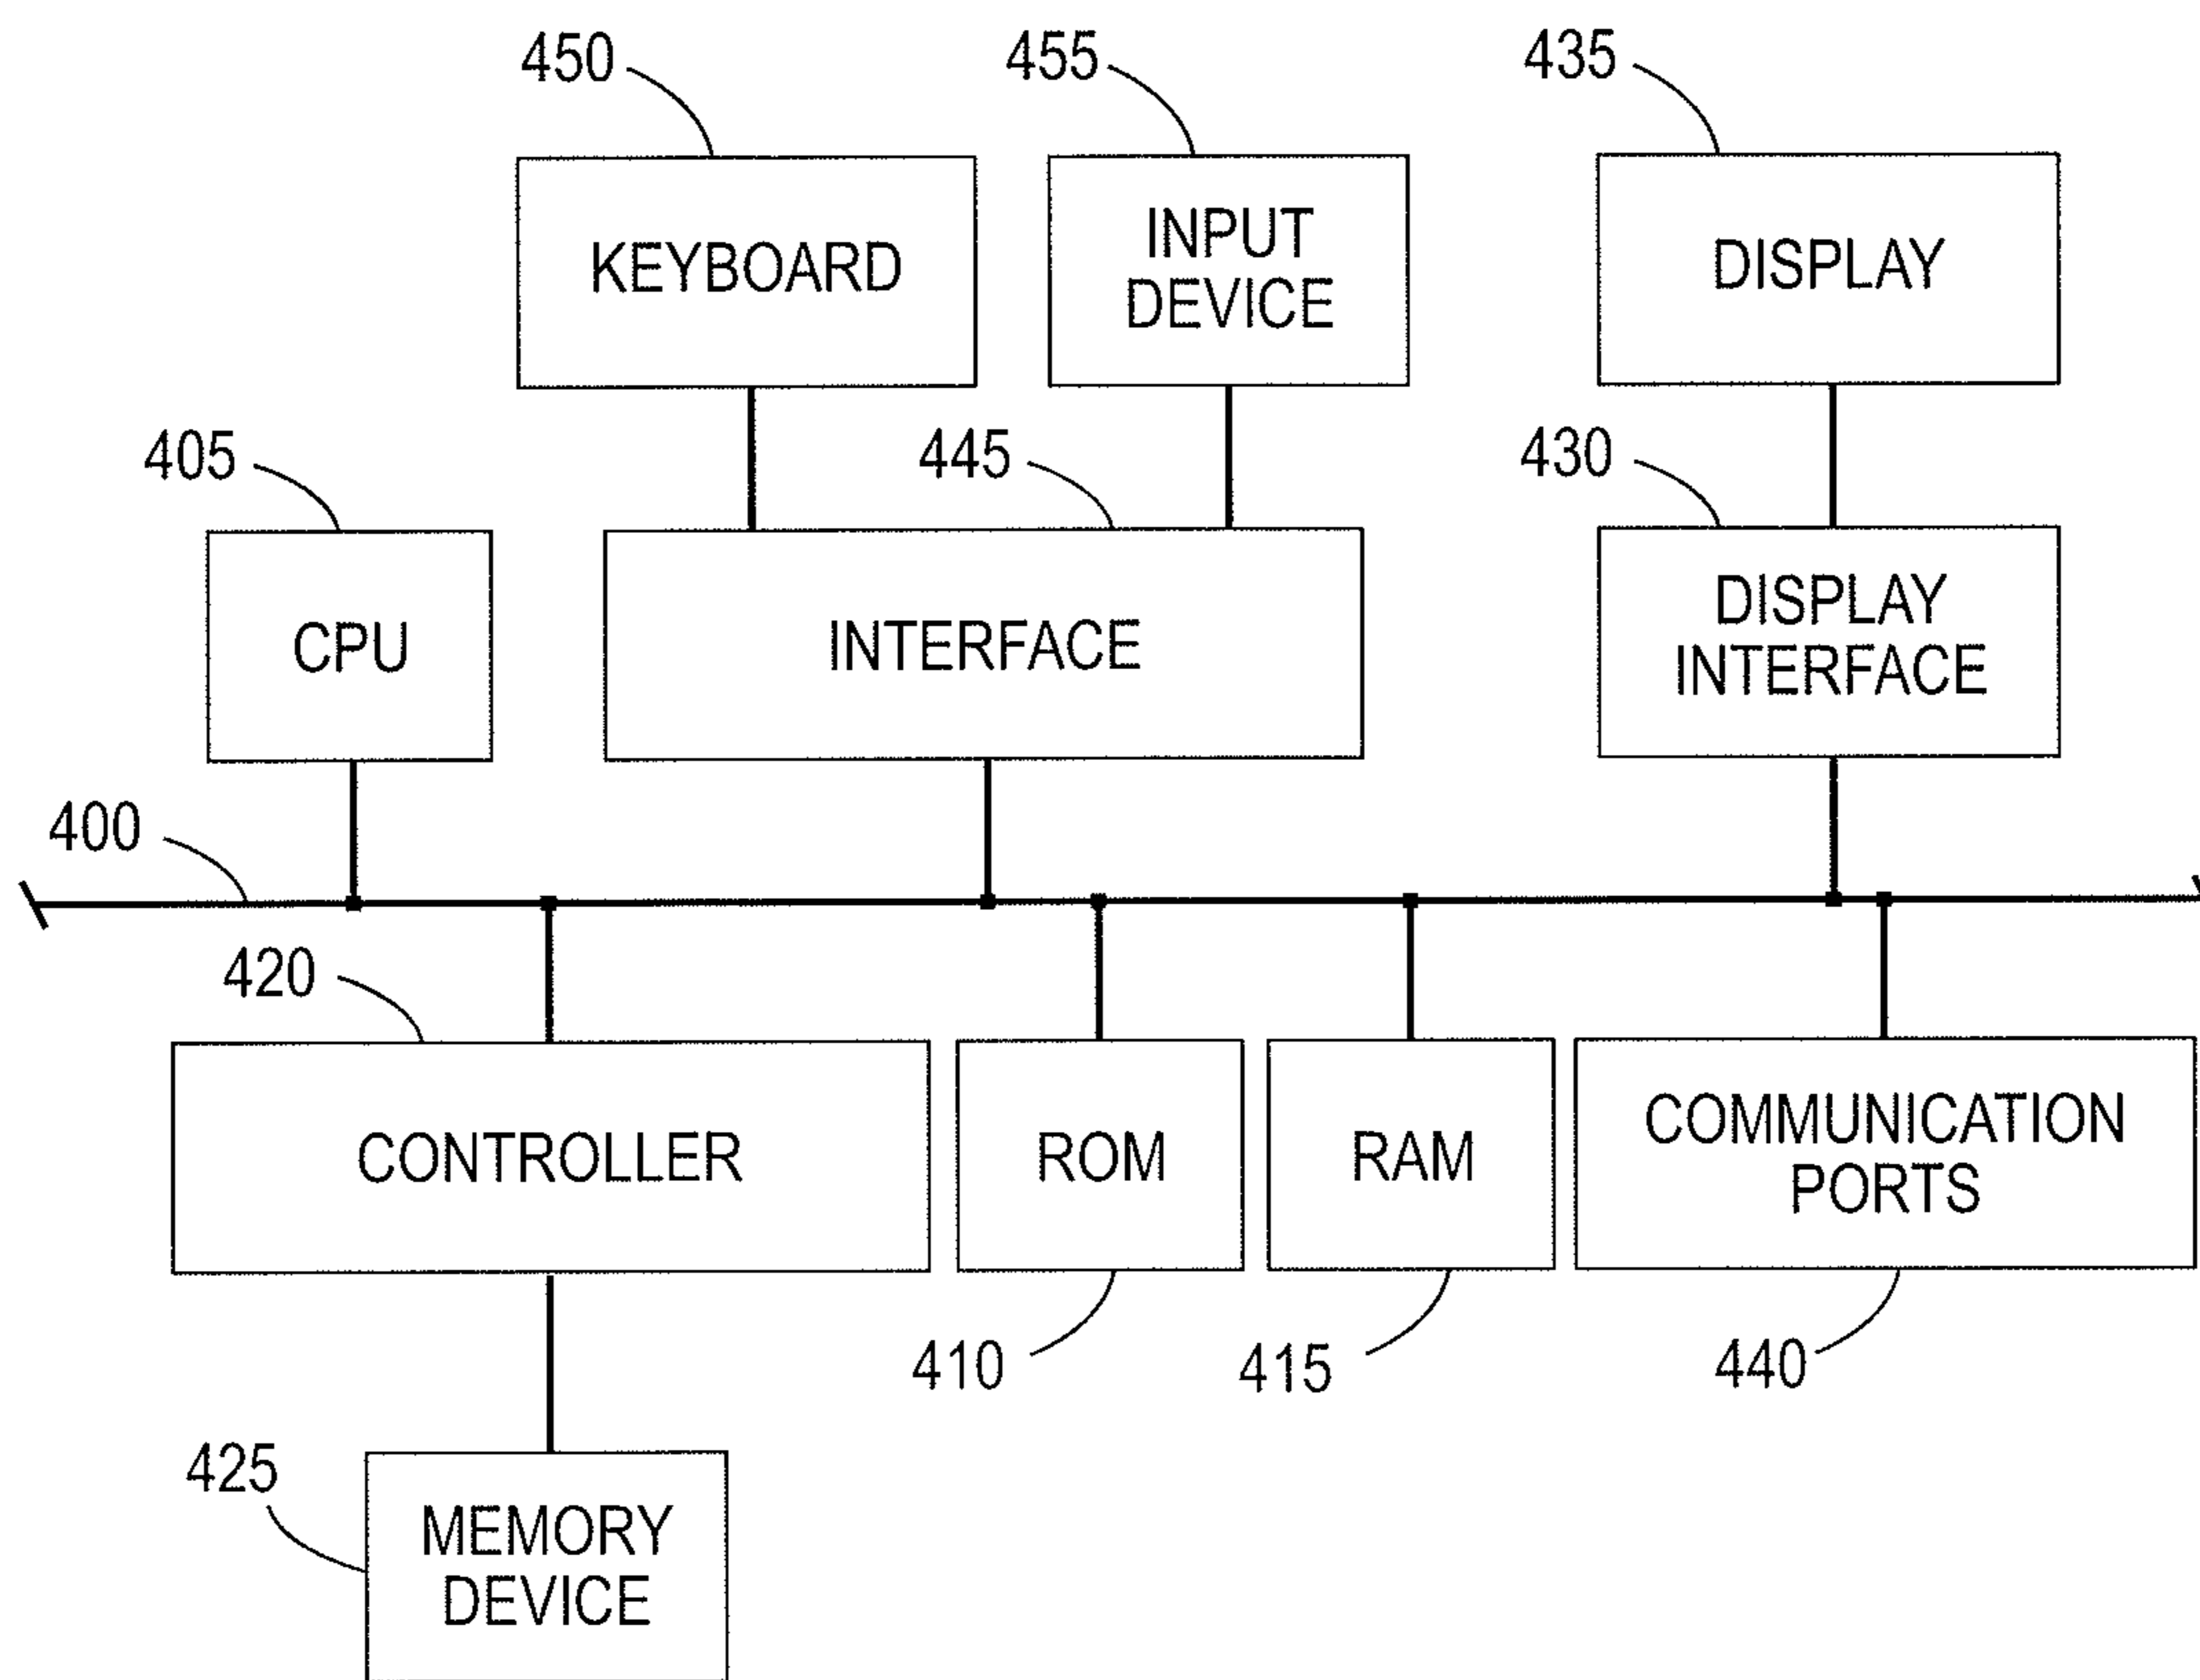 450
455
435
KEYBOARD
INPUT
DEVICE
DISPLAY
405
445
430
CPU
INTERFACE
DISPLAY
INTERFACE
400
420
CONTROLLER
ROM
RAM
COMMUNICATION
PORTS
410
415
440
425
MEMORY
DEVICE